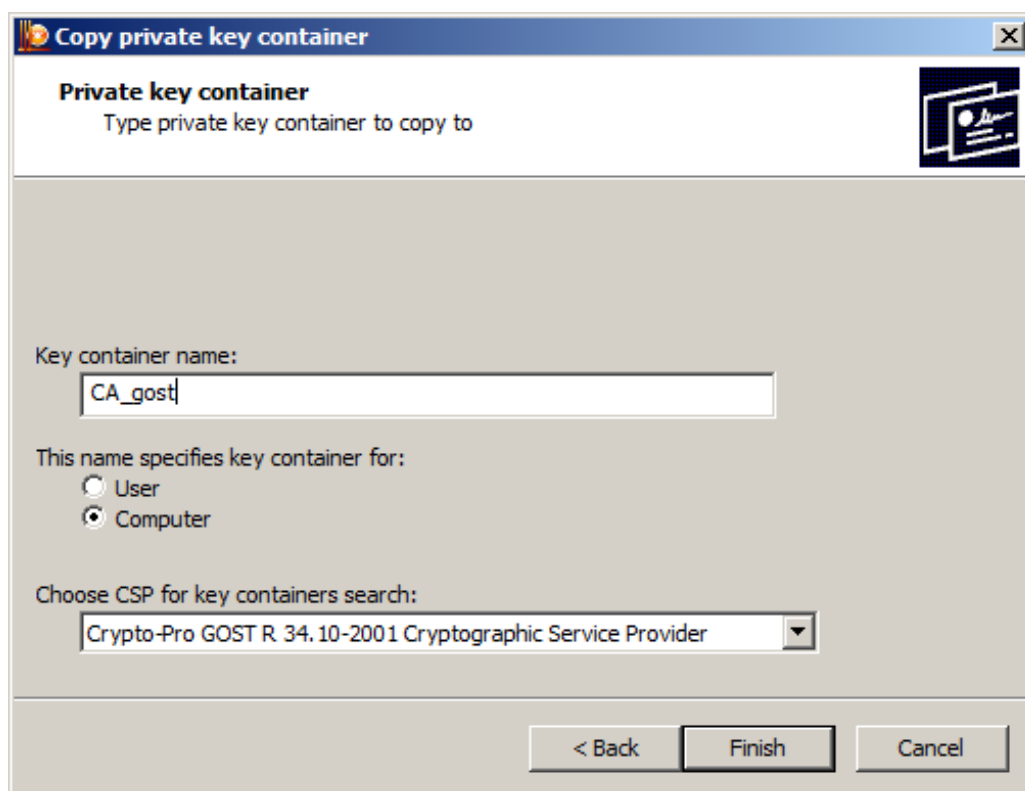 Copy private key container
Private key container
Type private key container to copy to
Key container name:
CA_gost
This name specifies key container for:
User
Computer
Choose CSP for key containers search:
Crypto-Pro GOST R 34.10-2001 Cryptographic Service Provider
< Back Finish Cancel